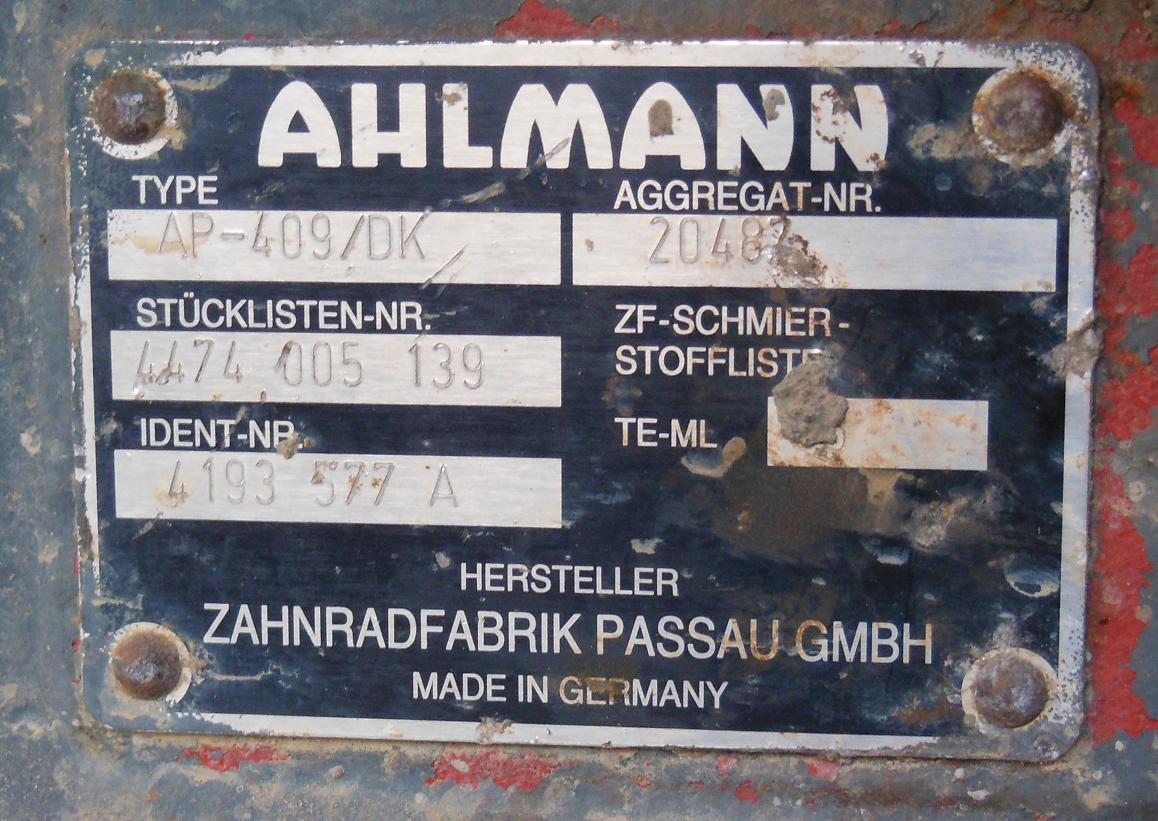 AHLMANN
TYPE
AP-409/DK
AGGREGAT-NR.
STÜCKLISTEN-NR.
4474 005 139
ZF-SCHMIER-
STOFFLISTE
IDENT-NR.
4193 577 A
TE-ML
HERSTELLER
ZAHNRADFABRIK PASSAU GMBH
MADE IN GERMANY